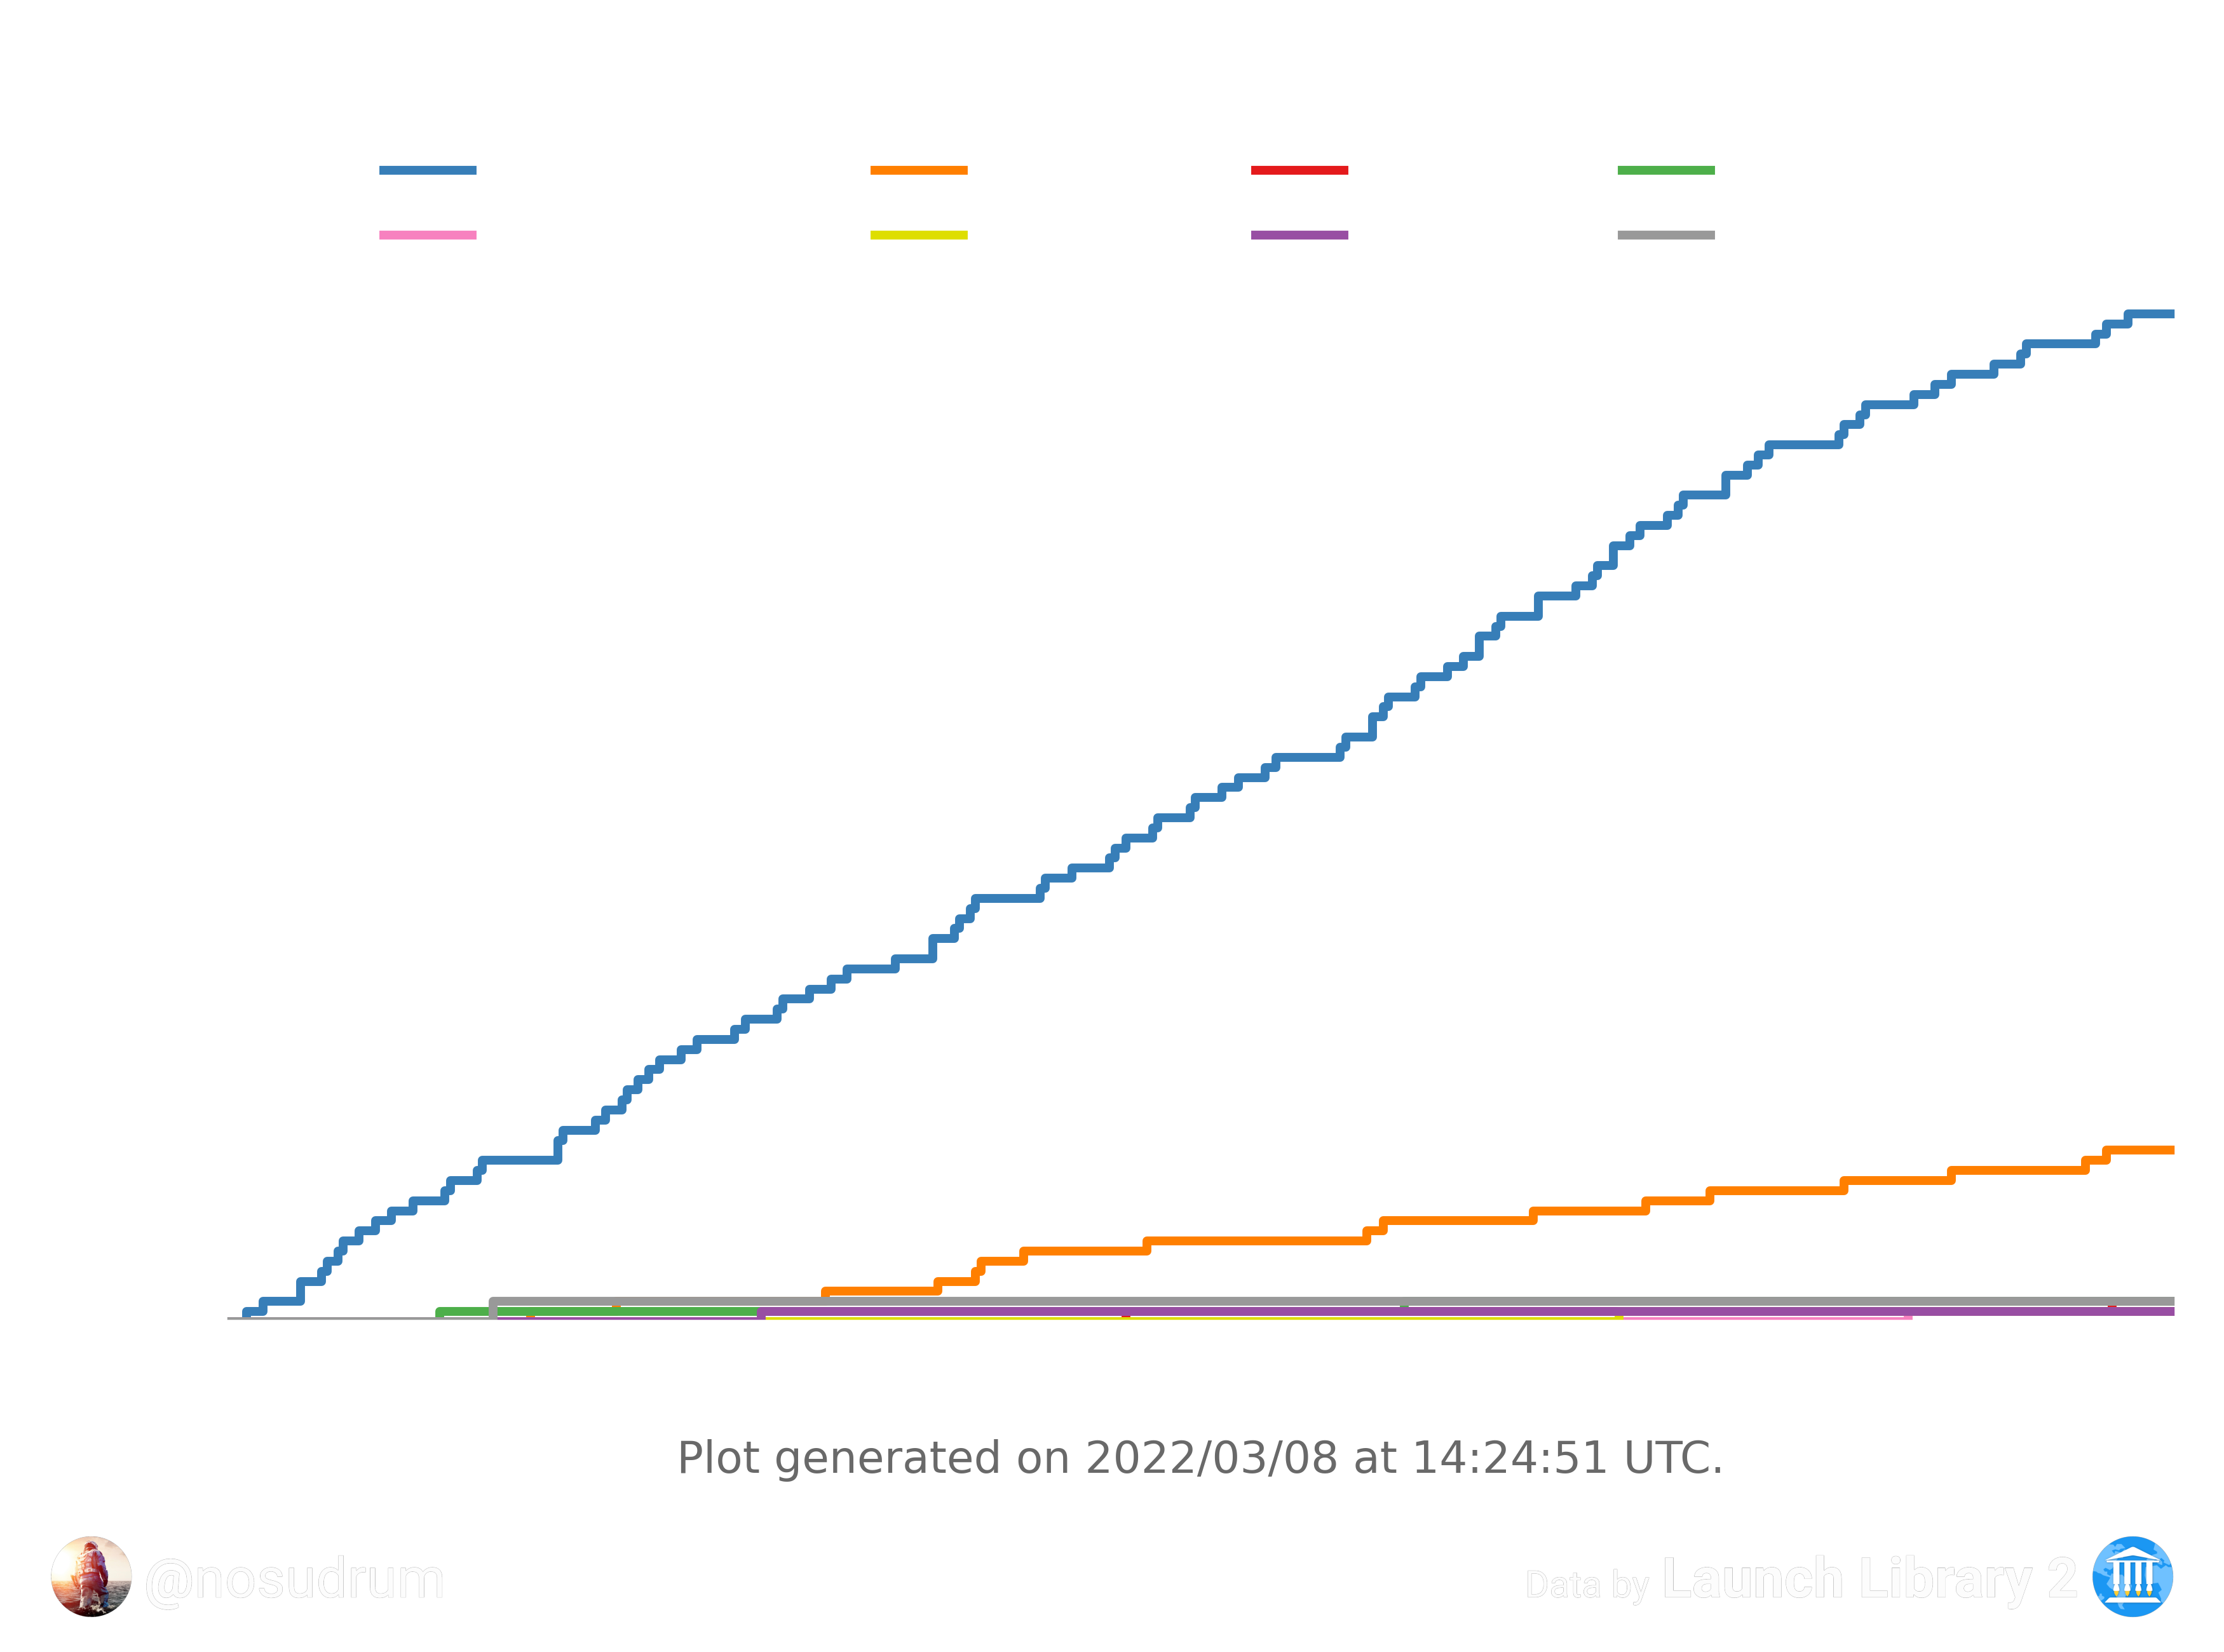 Plot generated on 2022/03/08 at 14:24:51 UTC.
@nosudrum
Data by Launch Library 2